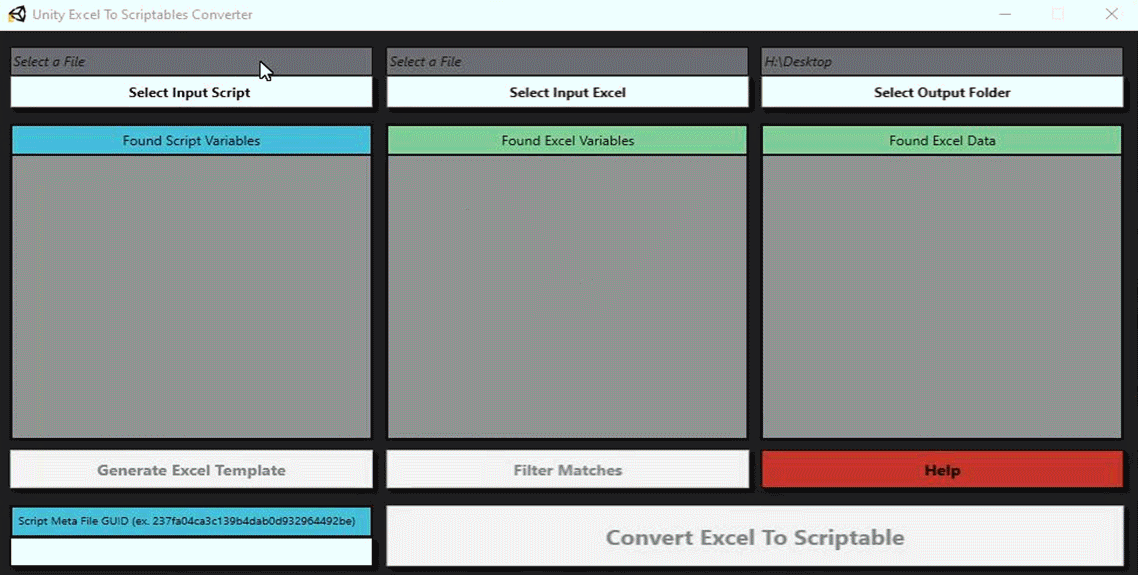 Unity Excel To Scriptables Converter
Select a File
Select a File
H:\Desktop
Select Input Script
Select Input Excel
Select Output Folder
Found Script Variables
Found Excel Variables
Found Excel Data
Generate Excel Template
Filter Matches
Help
Script Meta File GUID (ex. 237fa04ca3c139b4dab0d932964492be)
Convert Excel To Scriptable